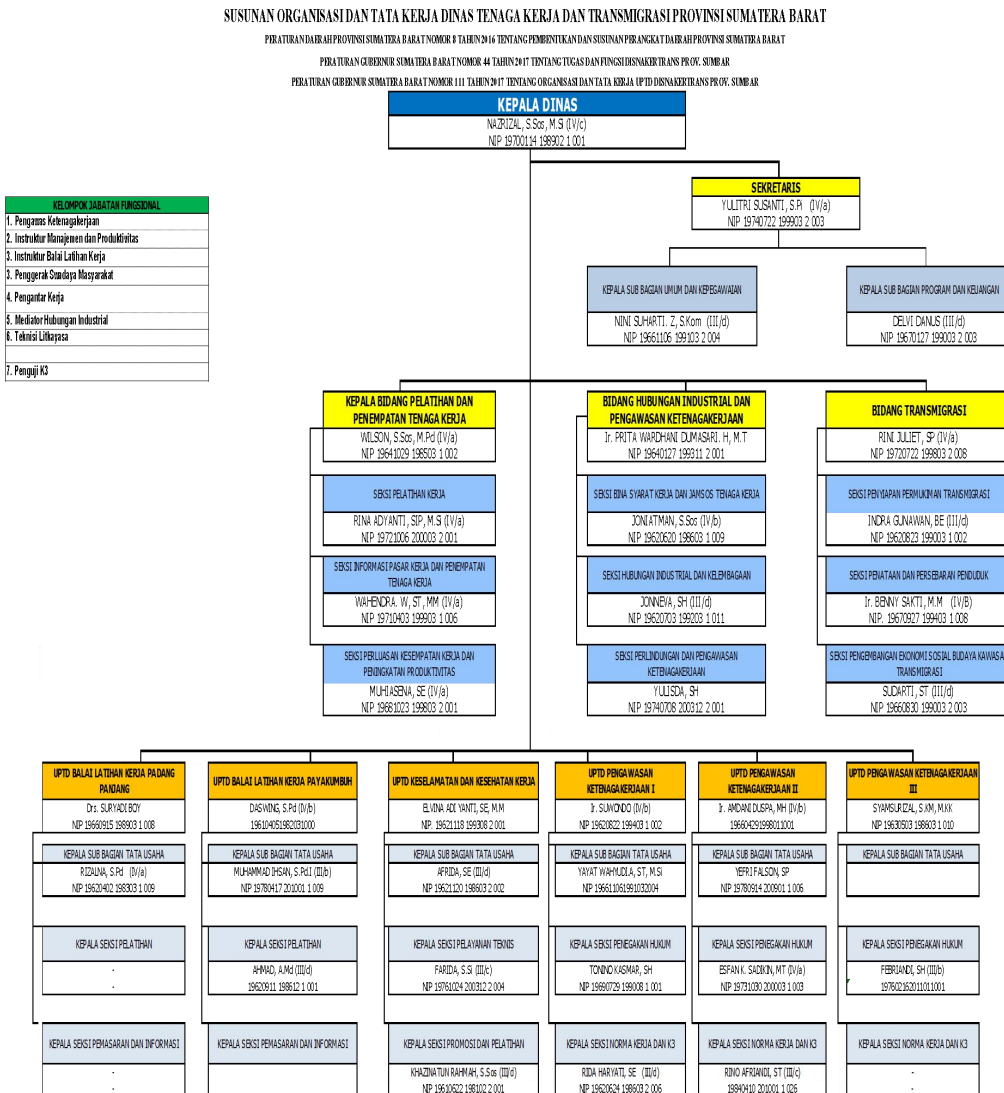 SUSUNAN ORGANISASI DAN TATA KERJA DINAS TENAGA KERJA DAN TRANSMIGRASI PROVINSI SUMATERA BARAT
PERATURAN DAERAH PROVINSI SUMATERA BARAT NOMOR 8 TAHUN 2016 TENTANG PEMBENTUKAN DAN SUSUNAN PERANGKAT DAERAH PROVINSI SUMATERA BARAT
PERATURAN GUBERNUR SUMATERA BARAT NOMOR 44 TAHUN 2017 TENTANG TUGAS DAN FUNGSI DISNAKERTRANS PROV. SUMBAR
PERATURAN GUBERNUR SUMATERA BARAT NOMOR 111 TAHUN 2017 TENTANG ORGANISASI DAN TATA KERJA UPTD DISNAKERTRANS PROV. SUMBAR
KEPALA DINAS
NAZRIZAL, S.Sos, M.Si (IV/c)
NIP 19700114 198902 1 001
SEKRETARIS
YULITRI SUSANTI, S.Pi (IV/a)
NIP 19740722 199903 2 003
KELOMPOK JABATAN FUNGSIONAL
1. Pengawas Ketenagakerjaan
2. Instruktur Manajemen dan Produktivitas
3. Instruktur Balai Latihan Kerja
3. Penggerak Swadaya Masyarakat
4. Pengantar Kerja
5. Mediator Hubungan Industrial
6. Teknisi Litkayasa
7. Penguji K3
KEPALA SUB BAGIAN UMUM DAN KEPEGAWAIAN
NINI SUHARTI. Z, S.Kom (III/d)
NIP 19661106 199103 2 004
KEPALA SUB BAGIAN PROGRAM DAN KEUANGAN
DELVI DANUS (III/d)
NIP 19670127 199003 2 003
KEPALA BIDANG PELATIHAN DAN
PENEMPATAN TENAGA KERJA
WILSON, S.Sos, M.Pd (IV/a)
NIP 19641029 198503 1 002
SEKSI PELATIHAN KERJA
RINA ADYANTI, SIP, M.Si (IV/a)
NIP 19721006 200003 2 001
SEKSI INFORMASI PASAR KERJA DAN PENEMPATAN
TENAGA KERJA
WAHENDRA. W, ST, MM (IV/a)
NIP 19710403 199903 1 006
SEKSI PERLUASAN KESEMPATAN KERJA DAN
PENINGKATAN PRODUKTIVITAS
MUHIASENA, SE (IV/a)
NIP 19681023 199803 2 001
BIDANG HUBUNGAN INDUSTRIAL DAN
PENGAWASAN KETENAGAKERJAAN
Ir. PRITA WARDHANI DUMASARI. H, M.T
NIP 19640127 199311 2 001
SEKSI BINA SYARAT KERJA DAN JAMSOS TENAGA KERJA
JONIATMAN, S.Sos (IV/b)
NIP 19620620 198603 1 009
SEKSI HUBUNGAN INDUSTRIAL DAN KELEMBAGAAN
JONNEVA, SH (III/d)
NIP 19620703 199203 1 011
SEKSI PERLINDUNGAN DAN PENGAWASAN
KETENAGAKERJAAN
YULISDA, SH
NIP 19740708 200312 2 001
BIDANG TRANSMIGRASI
RINI JULIET, SP (IV/a)
NIP 19720722 199803 2 008
SEKSI PENYIAPAN PERMUKIMAN TRANSMIGRASI
INDRA GUNAWAN, BE (III/d)
NIP 19620823 199003 1 002
SEKSI PENATAAN DAN PERSEBARAN PENDUDUK
Ir. BENNY SAKTI, M.M (IV/B)
NIP. 19670927 199403 1 008
SEKSI PENGEMBANGAN EKONOMI SOSIAL BUDAYA KAWASA
TRANSMIGRASI
SUDARTI, ST (III/d)
NIP 19660830 199003 2 003
UPTD BALAI LATIHAN KERJA PADANG
PANJANG
Drs. SURYADI BOY
NIP 19660915 198903 1 008
KEPALA SUB BAGIAN TATA USAHA
RIZALNA, S.Pd (IV/a)
NIP 19620402 198303 1 009
KEPALA SEKSI PELATIHAN
-
-
KEPALA SEKSI PEMASARAN DAN INFORMASI
-
-
UPTD BALAI LATIHAN KERJA PAYAKUMBUH
DASWING, S.Pd (IV/b)
196104051982031000
KEPALA SUB BAGIAN TATA USAHA
MUHAMMAD IHSAN, S.Pd.I (III/b)
NIP 19780417 201001 1 009
KEPALA SEKSI PELATIHAN
AHMAD, A.Md (III/d)
19620911 198612 1 001
KEPALA SEKSI PEMASARAN DAN INFORMASI
UPTD KESELAMATAN DAN KESEHATAN KERJA
ELVINA ADI YANTI, SE, M.M
NIP. 19621118 199308 2 001
KEPALA SUB BAGIAN TATA USAHA
AFRIDA, SE (III/d)
NIP 19621120 198603 2 002
KEPALA SEKSI PELAYANAN TEKNIS
FARIDA, S.Si (III/c)
NIP 19761024 200312 2 004
KEPALA SEKSI PROMOSI DAN PELATIHAN
KHAZINATUN RAHMAH, S.Sos (III/d)
NIP 19610622 198102 2 001
UPTD PENGAWASAN
KETENAGAKERJAAN I
Ir. SUWONDO (IV/b)
NIP 19620822 199403 1 002
KEPALA SUB BAGIAN TATA USAHA
YAYAT WAHYUDI.A, ST, M.Si
NIP 196611061991032004
KEPALA SEKSI PENEGAKAN HUKUM
TONINO KASMAR, SH
NIP 19690729 199008 1 001
KEPALA SEKSI NORMA KERJA DAN K3
RIDA HARYATI, SE (III/d)
NIP 19620624 198603 2 006
UPTD PENGAWASAN
KETENAGAKERJAAN II
Ir. AMDANI DUSPA, MH (IV/b)
196604291998011001
KEPALA SUB BAGIAN TATA USAHA
YEFRI FALSON, SP
NIP 19780914 200901 1 006
KEPALA SEKSI PENEGAKAN HUKUM
ESFAN K. SADIKIN, MT (IV/a)
NIP 19731030 200003 1 003
KEPALA SEKSI NORMA KERJA DAN K3
RINO AFRIANDI, ST (III/c)
19840410 201001 1 026
UPTD PENGAWASAN KETENAGAKERJAAN
III
SYAMSURIZAL, S.KM, M.KK
NIP 19630503 198603 1 010
KEPALA SUB BAGIAN TATA USAHA
KEPALA SEKSI PENEGAKAN HUKUM
FEBRIANDI, SH (III/b)
197602162011011001
KEPALA SEKSI NORMA KERJA DAN K3
-
-